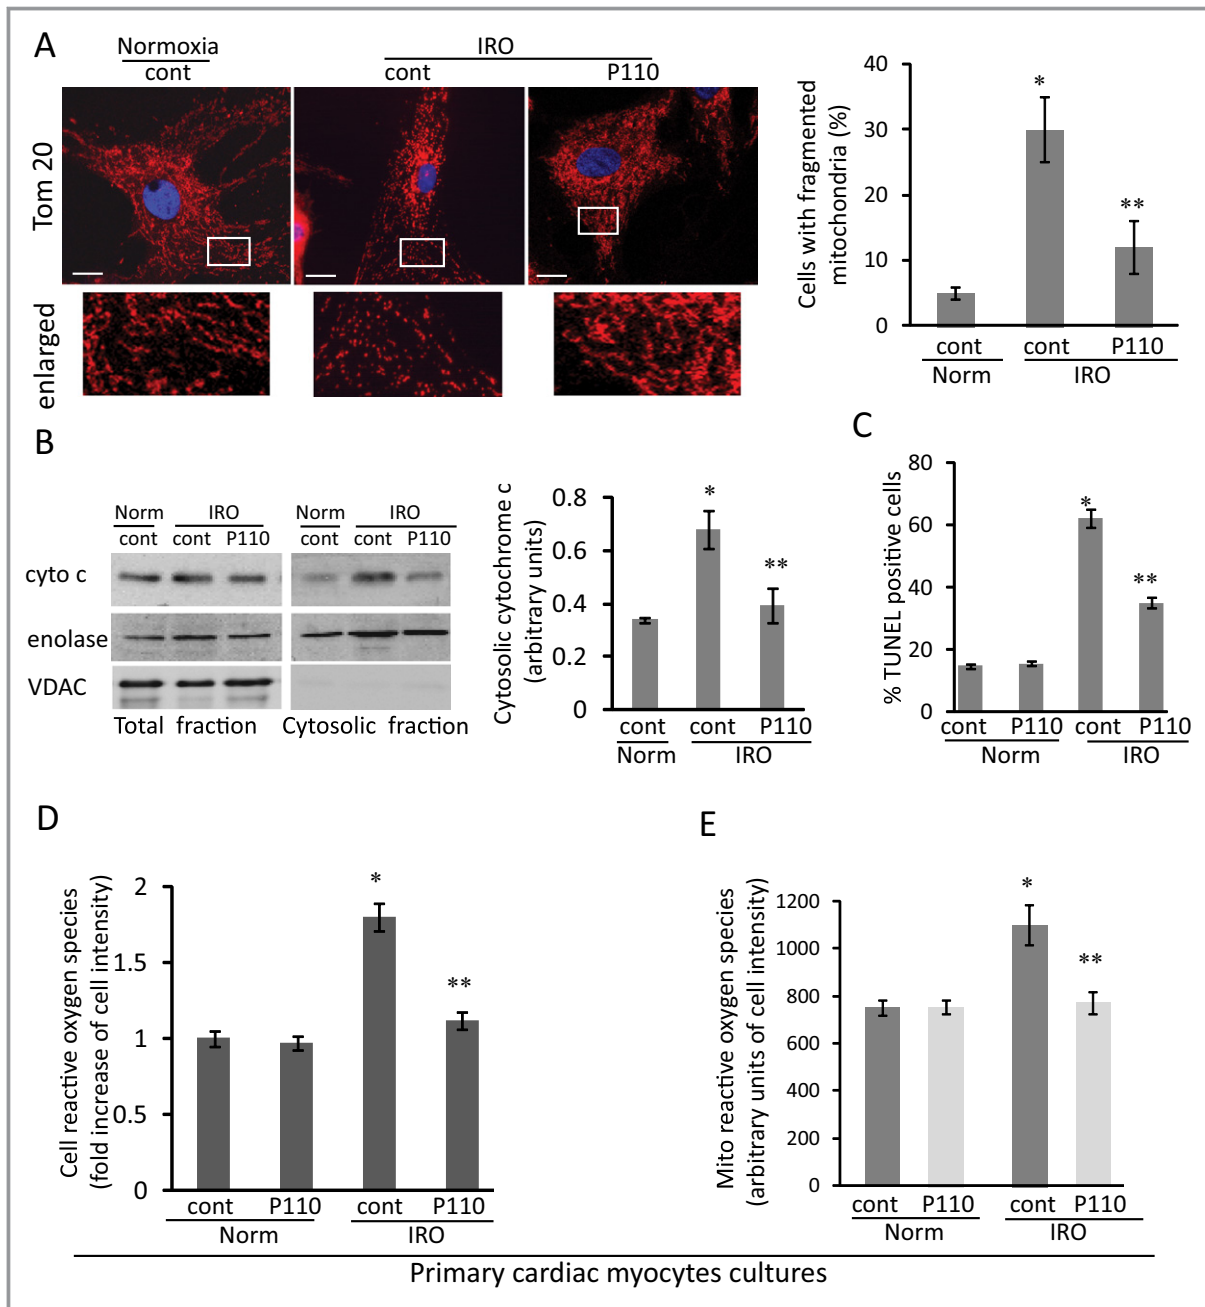 A
Normoxia
cont
IRO
cont
P110
Tom 20
enlarged
Cells with fragmented
mitochondria (%)
40
30
20
10
0
*
**
cont
cont
P110
Norm
IRO
B
Norm
IRO
cont
cont
P110
Norm
IRO
cont
cont
P110
cyto c
enolase
VDAC
Total fraction
Cytosolic fraction
Cytosolic cytochrome c
(arbitrary units)
0.8
0.6
0.4
0.2
0
*
**
cont
cont
P110
Norm
IRO
C
% TUNEL positive cells
80
60
40
20
0
*
**
cont
P110
cont
P110
Norm
IRO
D
Cell reactive oxygen species
(fold increase of cell intensity)
2
1.5
1
0.5
0
*
**
cont
P110
cont
P110
Norm
IRO
E
Mito reactive oxygen species
(arbitrary units of cell intensity)
1200
1000
800
600
400
200
0
*
**
cont
P110
cont
P110
Norm
IRO
Primary cardiac myocytes cultures